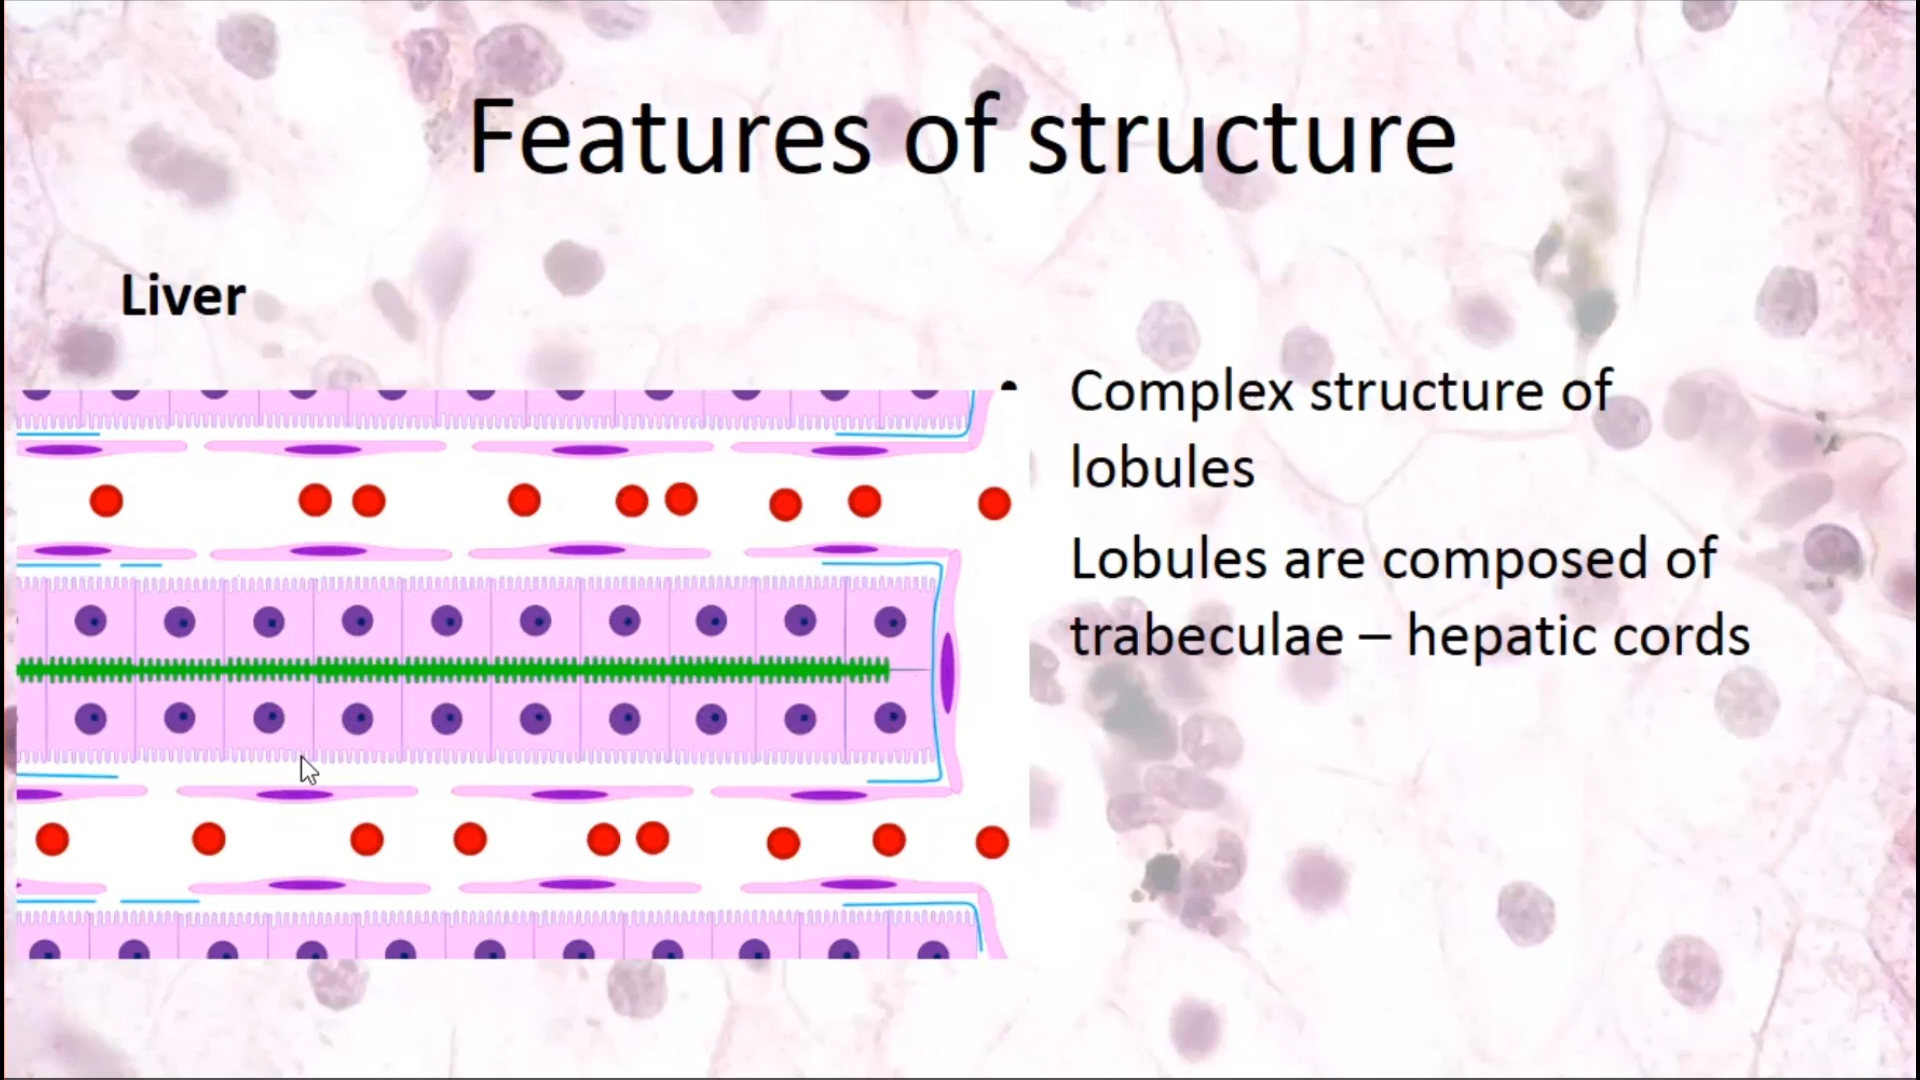 Features of structure
Liver
• Complex structure of
lobules
Lobules are composed of
trabeculae – hepatic cords